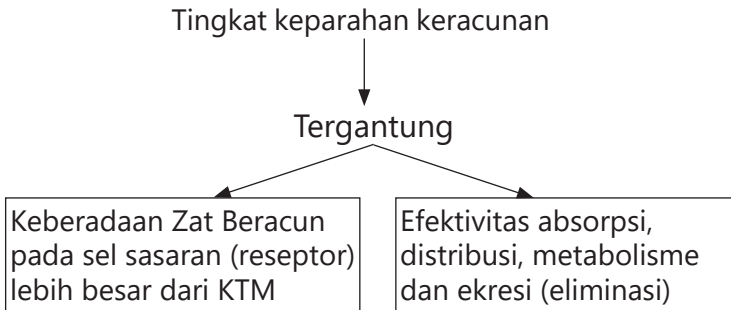 Tingkat keparahan keracunan
Tergantung
Keberadaan Zat Beracun
pada sel sasaran (reseptor)
lebih besar dari KTM
Efektivitas absorpsi,
distribusi, metabolisme
dan ekresi (eliminasi)